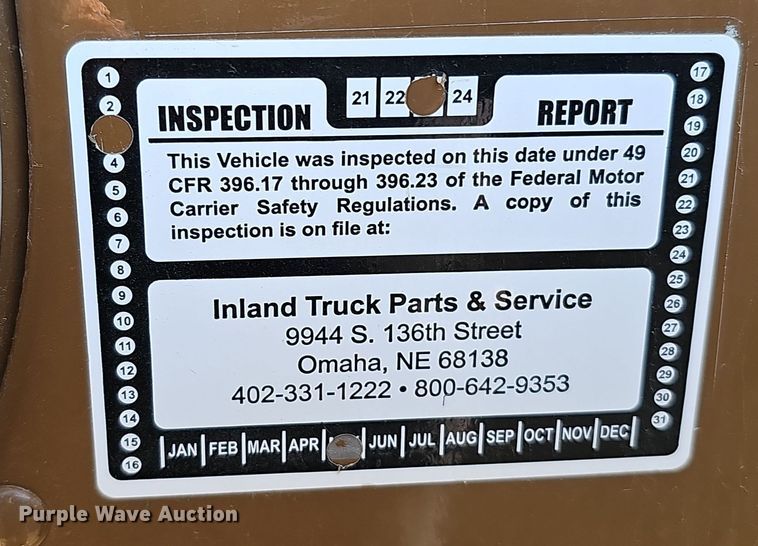 21 22 24
INSPECTION REPORT
This Vehicle was inspected on this date under 49
CFR 396.17 through 396.23 of the Federal Motor
Carrier Safety Regulations. A copy of this
inspection is on file at:
Inland Truck Parts & Service
9944 S. 136th Street
Omaha, NE 68138
402-331-1222 • 800-642-9353
JAN FEB MAR APR JUN JUL AUG SEP OCT NOV DEC
1
2
4
5
6
7
8
9
10
11
12
13
14
15
16
17
18
19
20
21
22
23
24
25
26
27
28
29
30
31
Purple Wave Auction